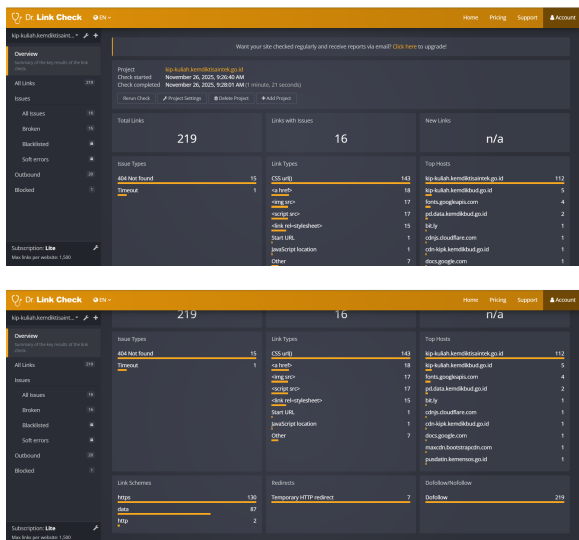 Dr. Link Check EN Home Pricing Support Account
kip-kuliah.kemdiktisaint...
Overview
Summary of the key results of the link check.
All Links 219
Issues
All Issues 16
Broken 16
Blacklisted
Soft errors
Outbound 20
Blocked 1
Subscription: Lite
Max links per website: 1,500
Want your site checked regularly and receive reports via email? Click here to upgrade!
Project kip-kuliah.kemdiktisaintek.go.id
Check started November 26, 2025, 9:26:40 AM
Check completed November 26, 2025, 9:28:01 AM (1 minute, 21 seconds)
Rerun Check Project Settings Delete Project Add Project
Total Links
219
Links with Issues
16
New Links
n/a
Issue Types
404 Not found 15
Timeout 1
Link Types
CSS url() 143
<a href> 18
<img src> 17
<script src> 17
<link rel=stylesheet> 15
Start URL 1
JavaScript location 1
Other 7
Top Hosts
kip-kuliah.kemdiktisaintek.go.id 112
kip-kuliah.kemdikbud.go.id 5
fonts.googleapis.com 4
pd.data.kemdikbud.go.id 2
bit.ly 1
cdnjs.cloudflare.com 1
cdn-kipk.kemdikbud.go.id 1
docs.google.com 1
Dr. Link Check EN Home Pricing Support Account
kip-kuliah.kemdiktisaint...
Overview
Summary of the key results of the link check.
All Links 219
Issues
All Issues 16
Broken 16
Blacklisted
Soft errors
Outbound 20
Blocked 1
Subscription: Lite
Max links per website: 1,500
219
16
n/a
Issue Types
404 Not found 15
Timeout 1
Link Types
CSS url() 143
<a href> 18
<img src> 17
<script src> 17
<link rel=stylesheet> 15
Start URL 1
JavaScript location 1
Other 7
Top Hosts
kip-kuliah.kemdiktisaintek.go.id 112
kip-kuliah.kemdikbud.go.id 5
fonts.googleapis.com 4
pd.data.kemdikbud.go.id 2
bit.ly 1
cdnjs.cloudflare.com 1
cdn-kipk.kemdikbud.go.id 1
docs.google.com 1
maxcdn.bootstrapcdn.com 1
pusdatin.kemensos.go.id 1
Link Schemes
https 130
data 87
http 2
Redirects
Temporary HTTP redirect 7
Dofollow/Nofollow
Dofollow 219